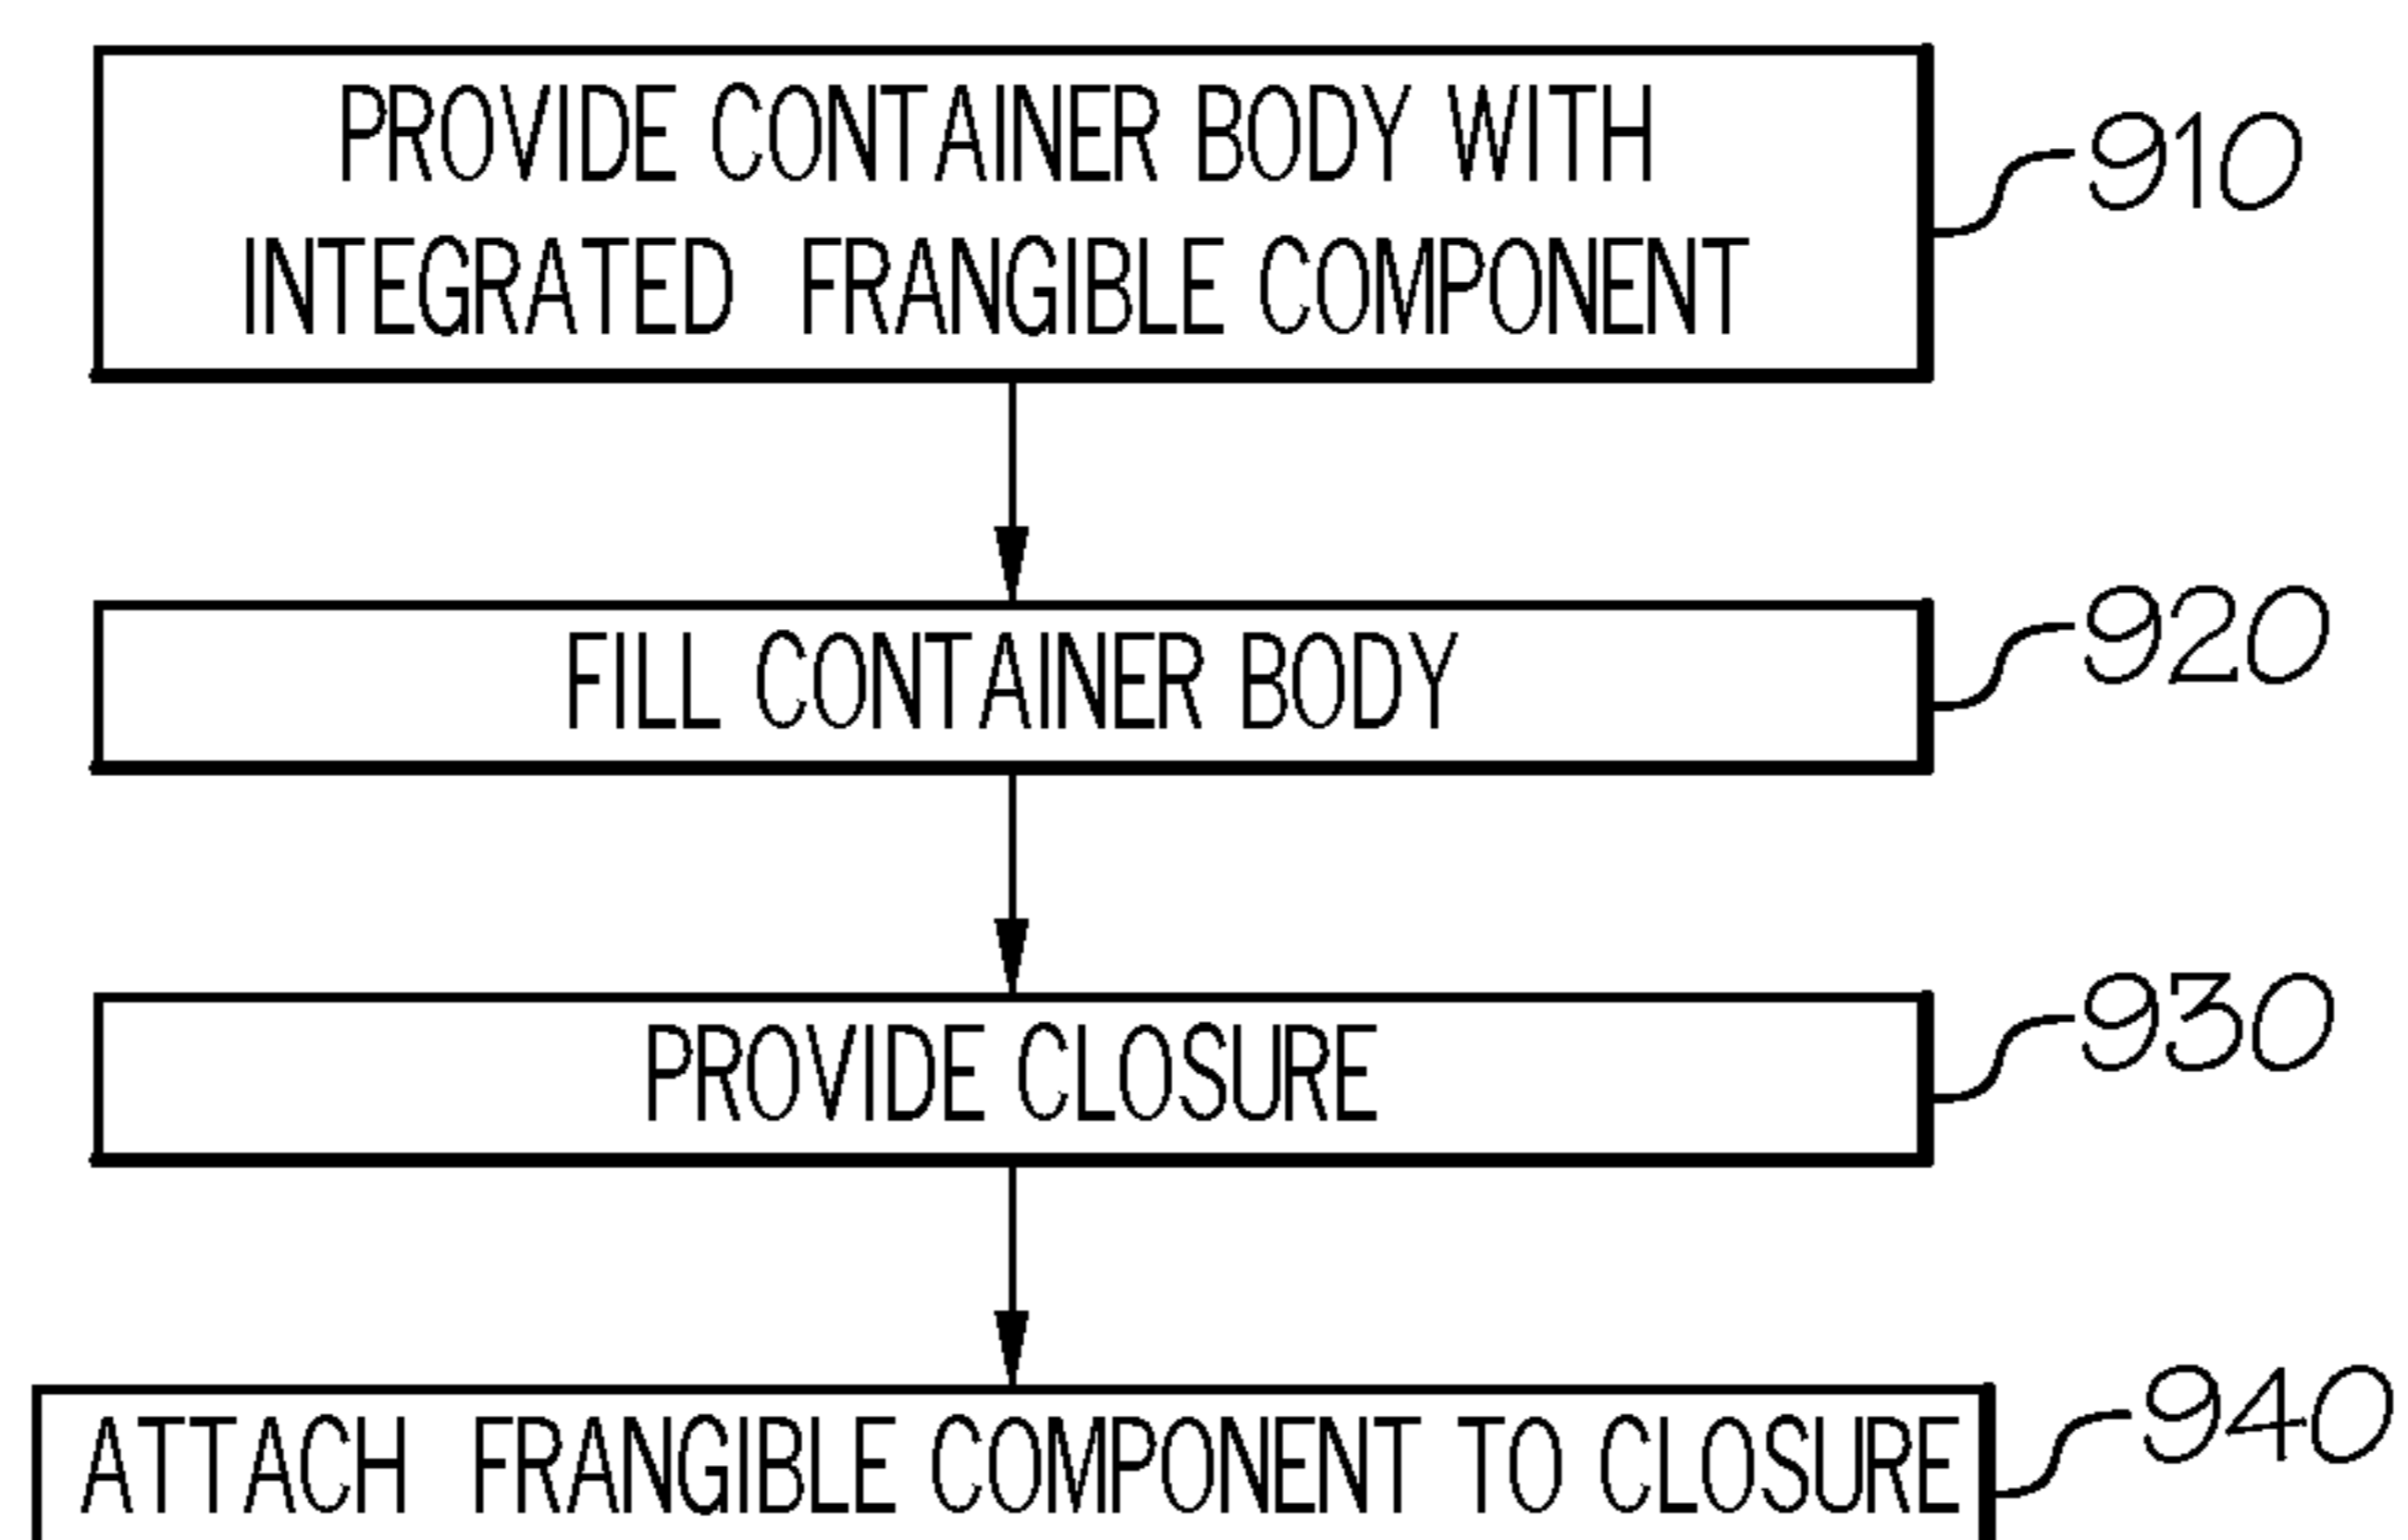 PROVIDE CONTAINER BODY WITH
INTEGRATED FRANGIBLE COMPONENT
910
FILL CONTAINER BODY
920
PROVIDE CLOSURE
930
ATTACH FRANGIBLE COMPONENT TO CLOSURE
940